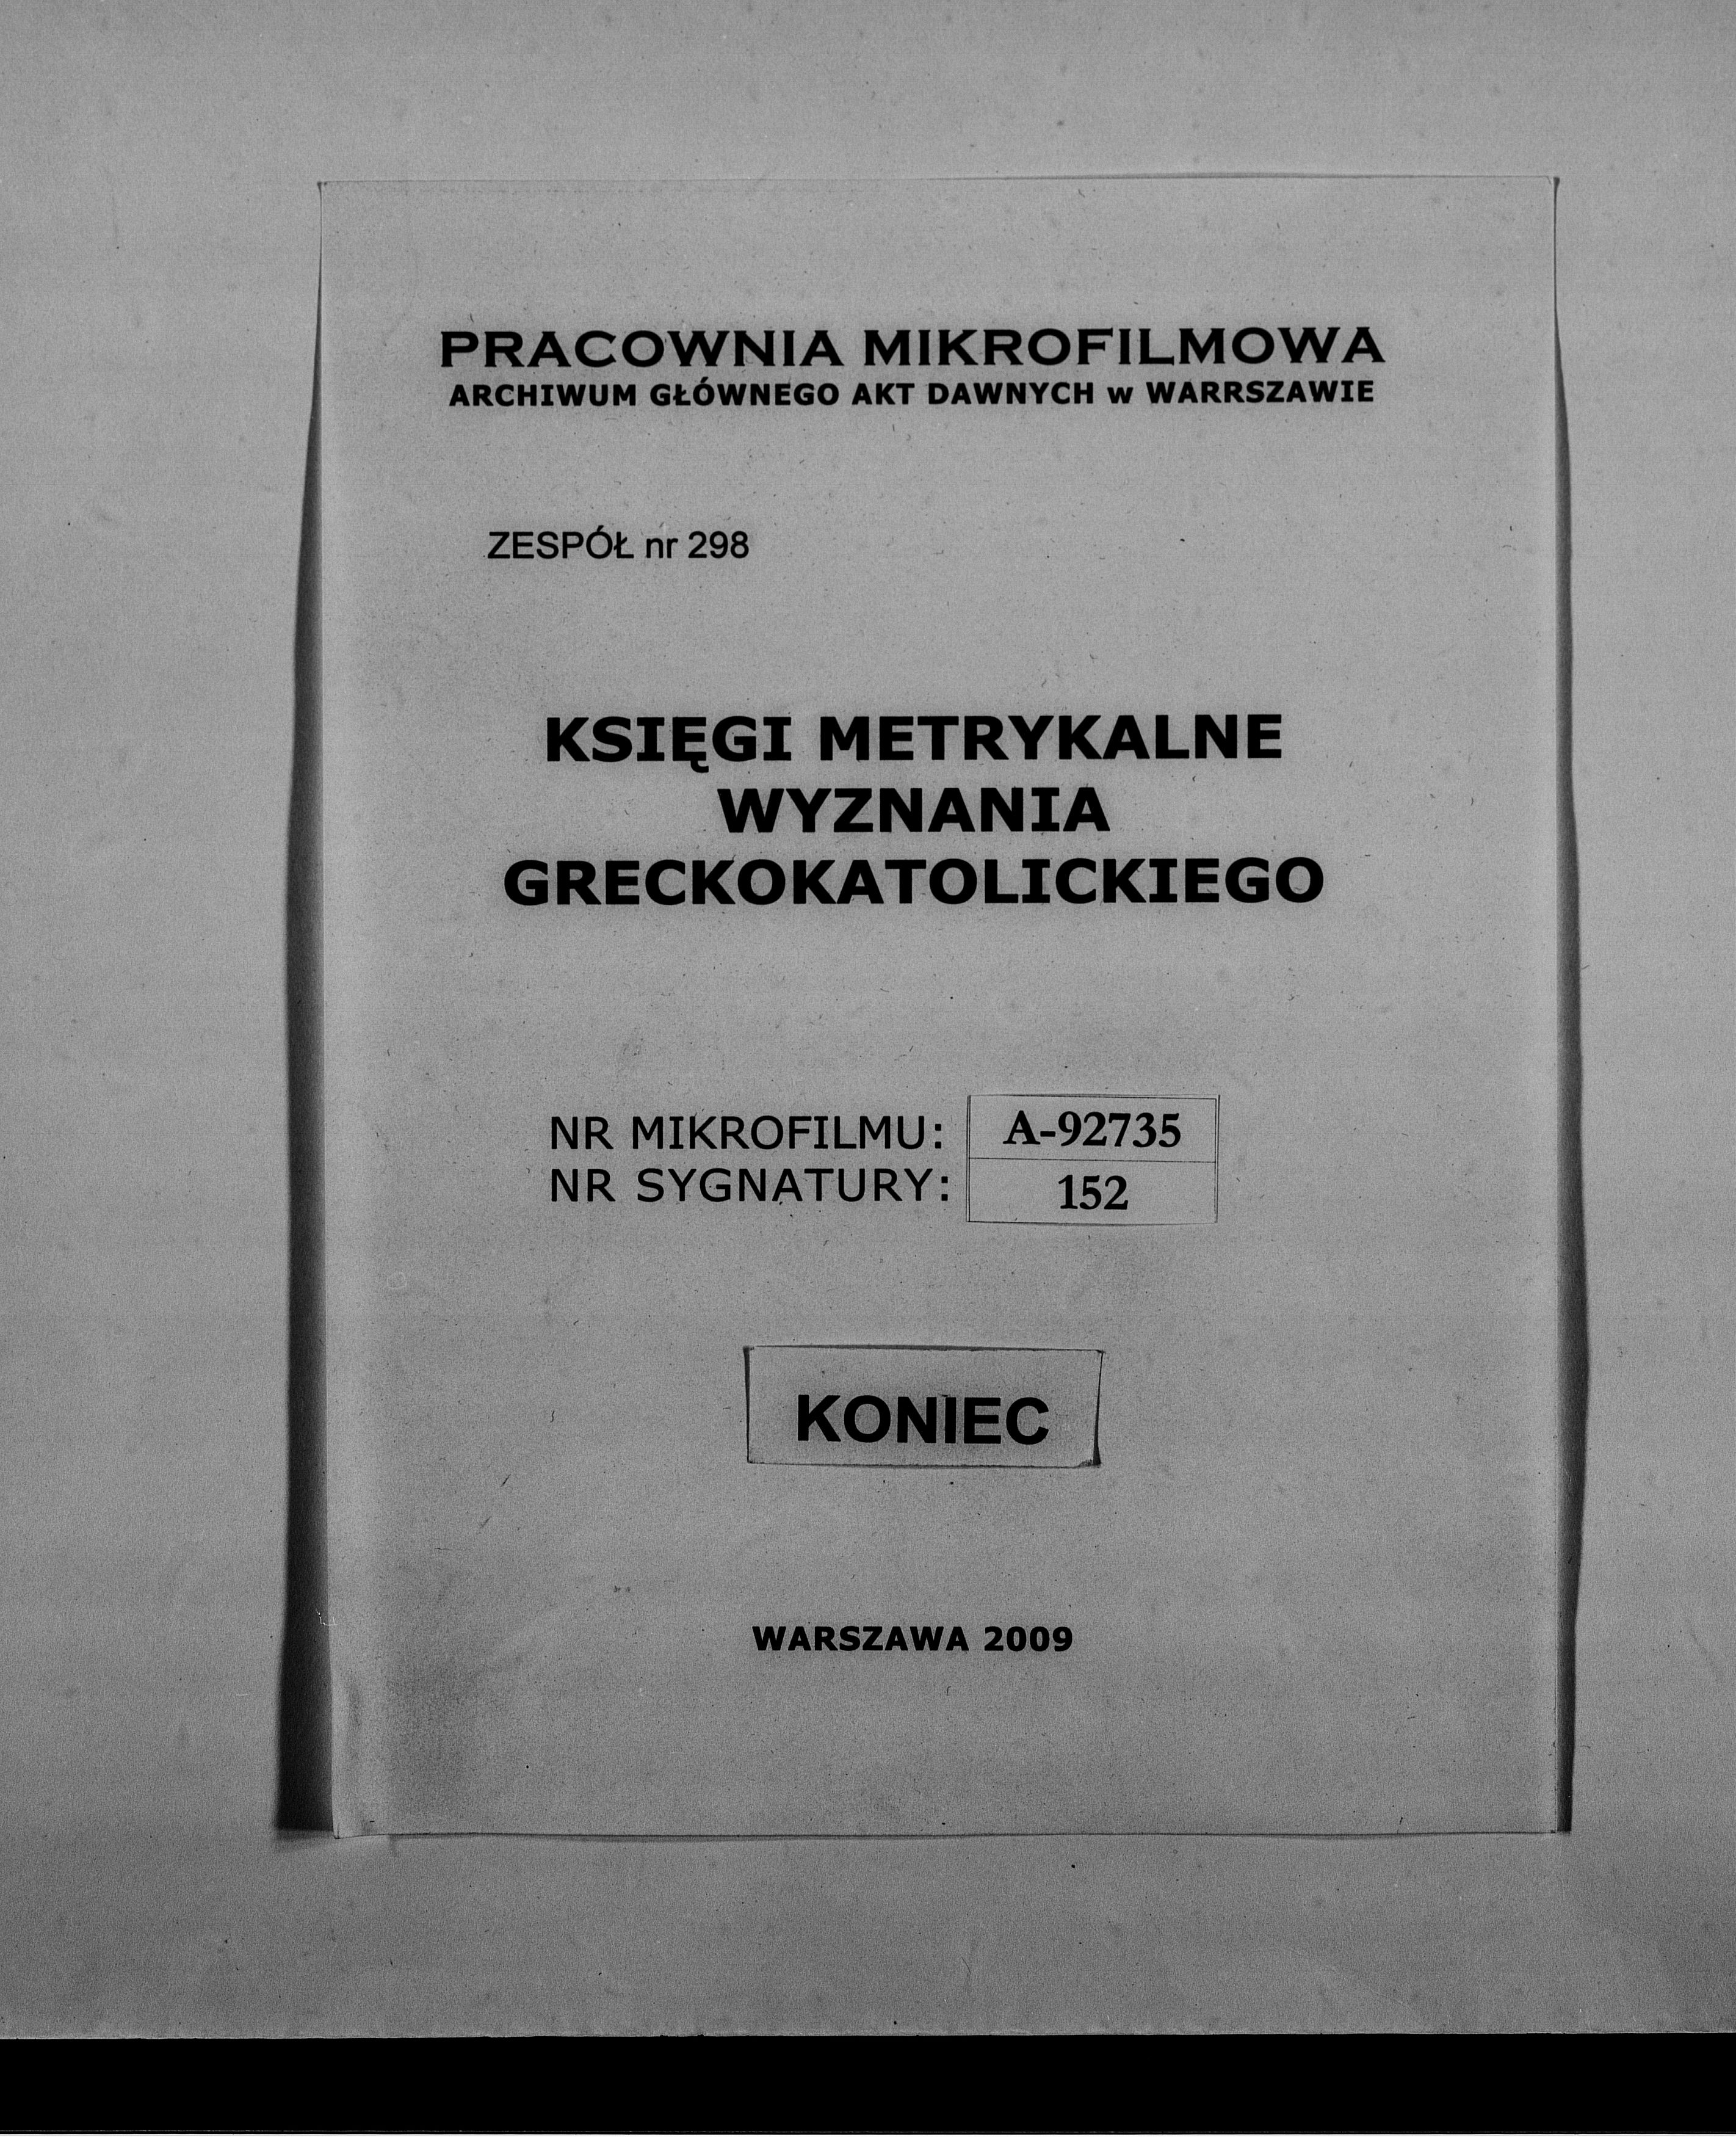 PRACOWNIA MIKROFILMOWA
ARCHIWUM GŁÓWNEGO AKT DAWNYCH w WARRSZAWIE
ZESPÓŁ nr 298
KSIĘGI METRYKALNE
WYZNANIA
GRECKOKATOLICKIEGO
NR MIKROFILMU: A-92735
NR SYGNATURY: 152
KONIEC
WARSZAWA 2009